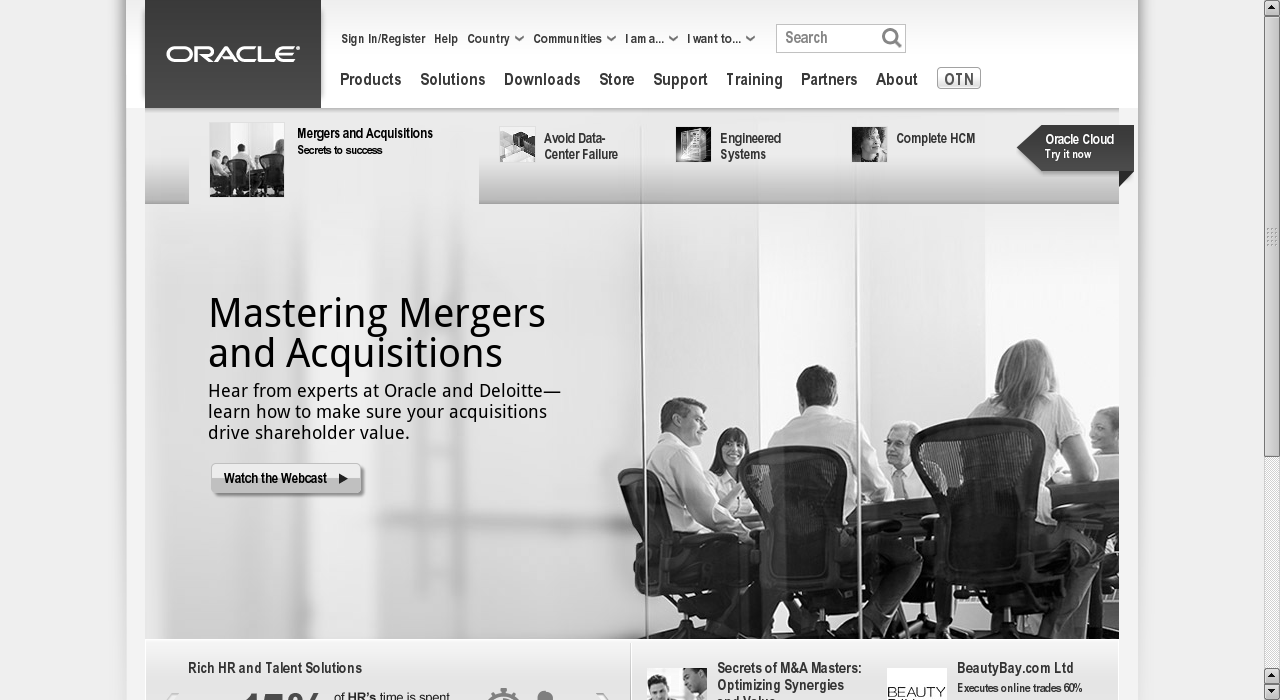 ORACLE
Sign In/Register Help Country Communities I am a... I want to... Search
Products Solutions Downloads Store Support Training Partners About OTN
Mergers and Acquisitions
Secrets to success
Avoid Data-
Center Failure
Engineered
Systems
Complete HCM
Oracle Cloud
Try it now
Mastering Mergers
and Acquisitions
Hear from experts at Oracle and Deloitte—
learn how to make sure your acquisitions
drive shareholder value.
Watch the Webcast
Rich HR and Talent Solutions
of HR's time is spent
Secrets of M&A Masters:
Optimizing Synergies
and Value
BEAUTY
BeautyBay.com Ltd
Executes online trades 60%